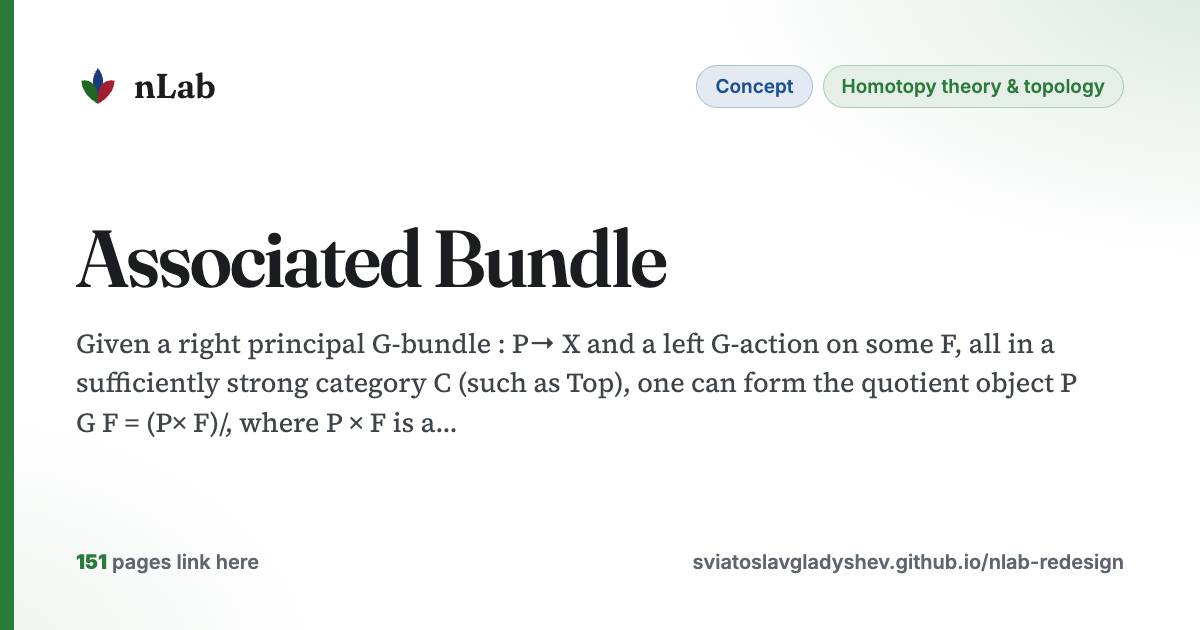 nLab
Concept
Homotopy theory & topology
Associated Bundle
Given a right principal G-bundle : P→ X and a left G-action on some F, all in a
sufficiently strong category C (such as Top), one can form the quotient object P
G F = (P× F)/, where P × F is a...
151 pages link here
sviatoslavgladyshev.github.io/nlab-redesign